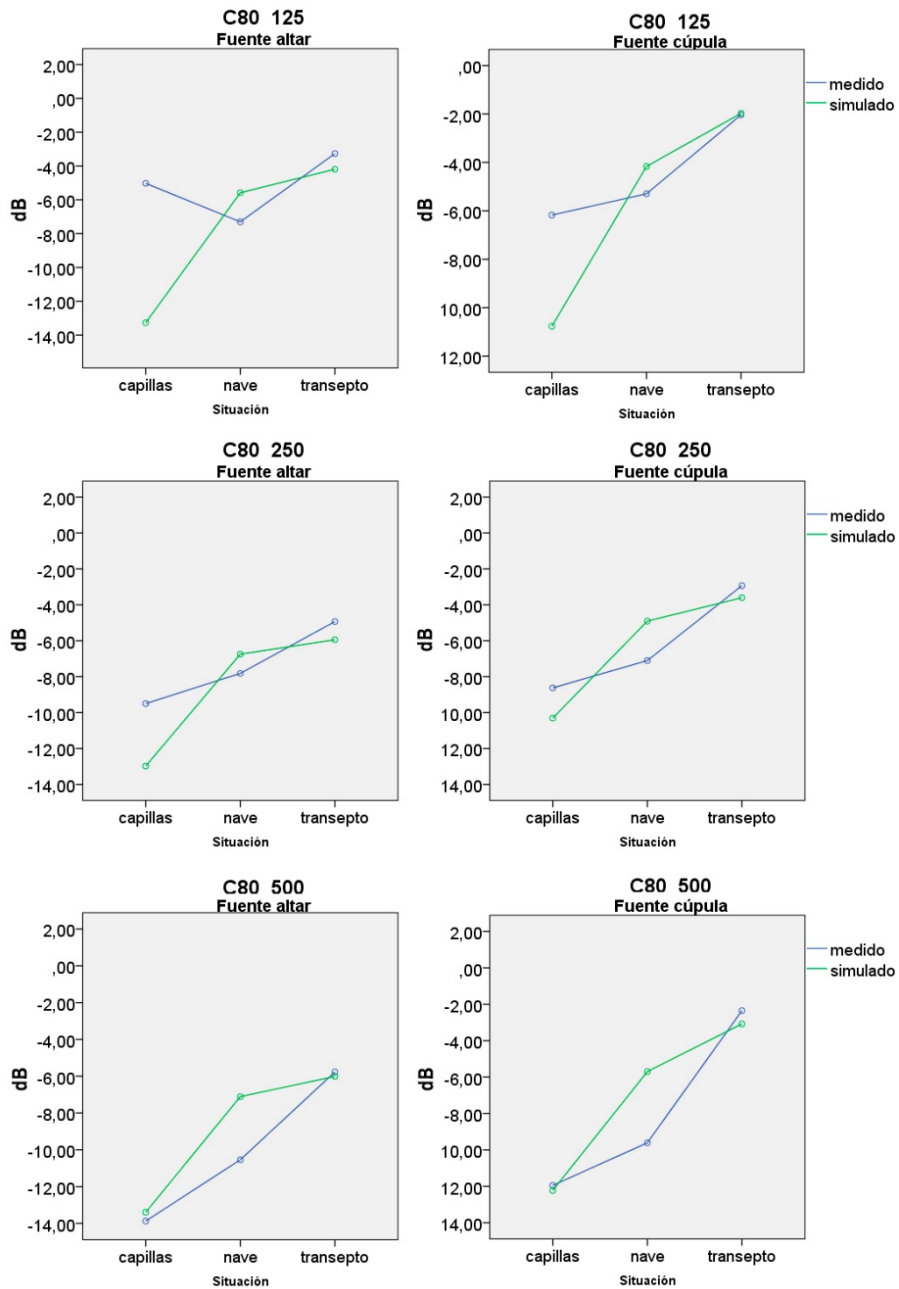 C80 125
Fuente altar
2,00
,00
-2,00
-4,00
-6,00
-8,00
-10,00
-12,00
-14,00
dB
capillas nave transepto
Situación
C80 125
Fuente cúpula
,00
-2,00
-4,00
-6,00
-8,00
10,00
12,00
dB
capillas nave transepto
Situación
medido
simulado
C80 250
Fuente altar
2,00
,00
-2,00
-4,00
-6,00
-8,00
-10,00
-12,00
-14,00
dB
capillas nave transepto
Situación
C80 250
Fuente cúpula
2,00
,00
-2,00
-4,00
-6,00
-8,00
10,00
12,00
14,00
dB
capillas nave transepto
Situación
medido
simulado
C80 500
Fuente altar
2,00
,00
-2,00
-4,00
-6,00
-8,00
-10,00
-12,00
-14,00
dB
capillas nave transepto
Situación
C80 500
Fuente cúpula
2,00
,00
-2,00
-4,00
-6,00
-8,00
10,00
12,00
14,00
dB
capillas nave transepto
Situación
medido
simulado